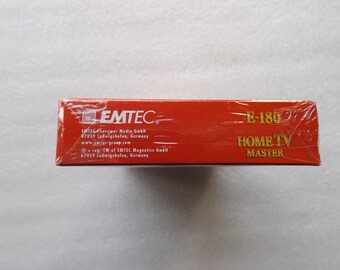 EMTEC
EMTEC Consumer Media GmbH
67059 Ludwigshafen, Germany
www.emtec-group.com
= reg. TM of EMTEC Magnetics GmbH
67059 Ludwigshafen, Germany
E-180
HOME TV
MASTER